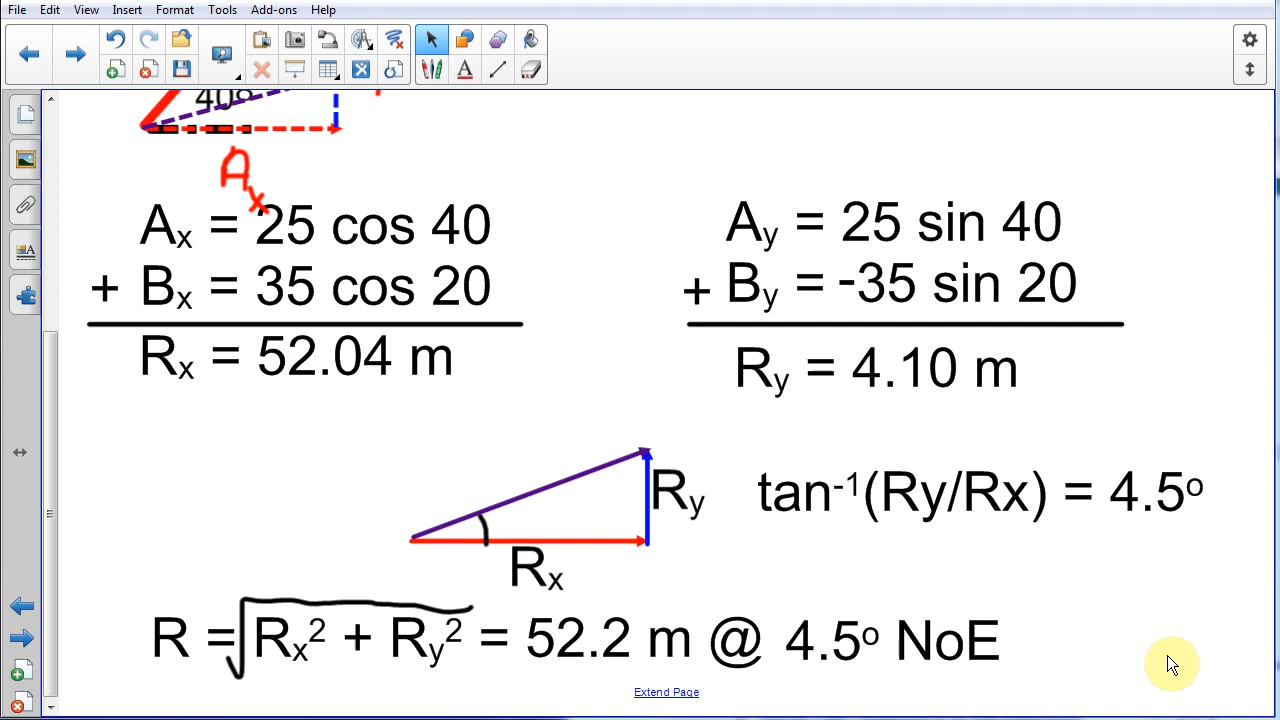 File Edit View Insert Format Tools Add-ons Help
40º
Ax
Ax = 25 cos 40
+ Bx = 35 cos 20
Rx = 52.04 m
Ay = 25 sin 40
+ By = -35 sin 20
Ry = 4.10 m
Ry
tan-1(Ry/Rx) = 4.5º
Rx
R = √Rx2 + Ry2 = 52.2 m @ 4.5º NoE
Extend Page